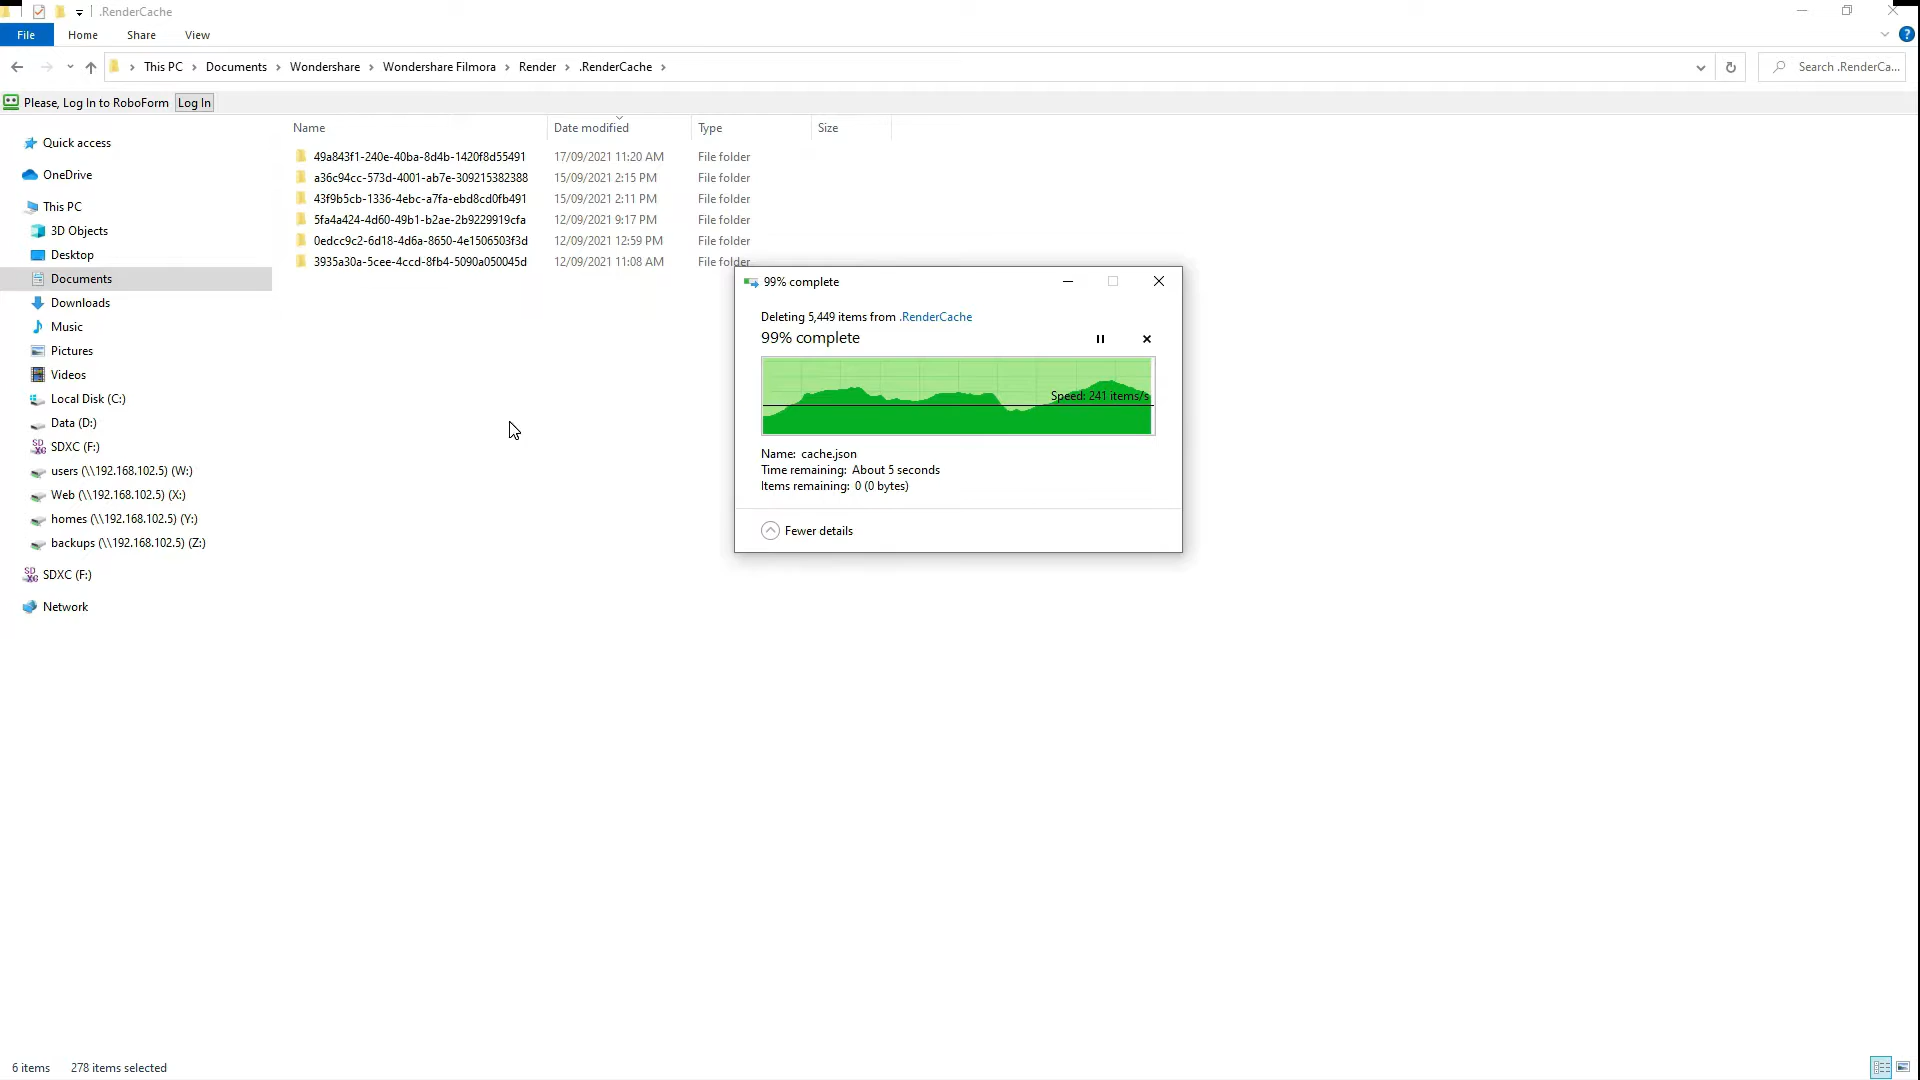 .RenderCache
File Home Share View
This PC Documents Wondershare Wondershare Filmora Render .RenderCache
Search .RenderCa...
Please, Log In to RoboForm Log In
Name Date modified Type Size
49a843f1-240e-40ba-8d4b-1420f8d55491 17/09/2021 11:20 AM File folder
a36c94cc-573d-4001-ab7e-309215382388 15/09/2021 2:15 PM File folder
43f9b5cb-1336-4ebc-a7fa-ebd8cd0fb491 15/09/2021 2:11 PM File folder
5fa4a424-4d60-49b1-b2ae-2b9229919cfa 12/09/2021 9:17 PM File folder
0edcc9c2-6d18-4d6a-8650-4e1506503f3d 12/09/2021 12:59 PM File folder
3935a30a-5cee-4ccd-8fb4-5090a050045d 12/09/2021 11:08 AM File folder
Quick access
OneDrive
This PC
3D Objects
Desktop
Documents
Downloads
Music
Pictures
Videos
Local Disk (C:)
Data (D:)
SDXC (F:)
users (\\192.168.102.5) (W:)
Web (\\192.168.102.5) (X:)
homes (\\192.168.102.5) (Y:)
backups (\\192.168.102.5) (Z:)
SDXC (F:)
Network
99% complete
Deleting 5,449 items from .RenderCache
99% complete
Speed: 241 items/s
Name: cache.json
Time remaining: About 5 seconds
Items remaining: 0 (0 bytes)
Fewer details
6 items 278 items selected